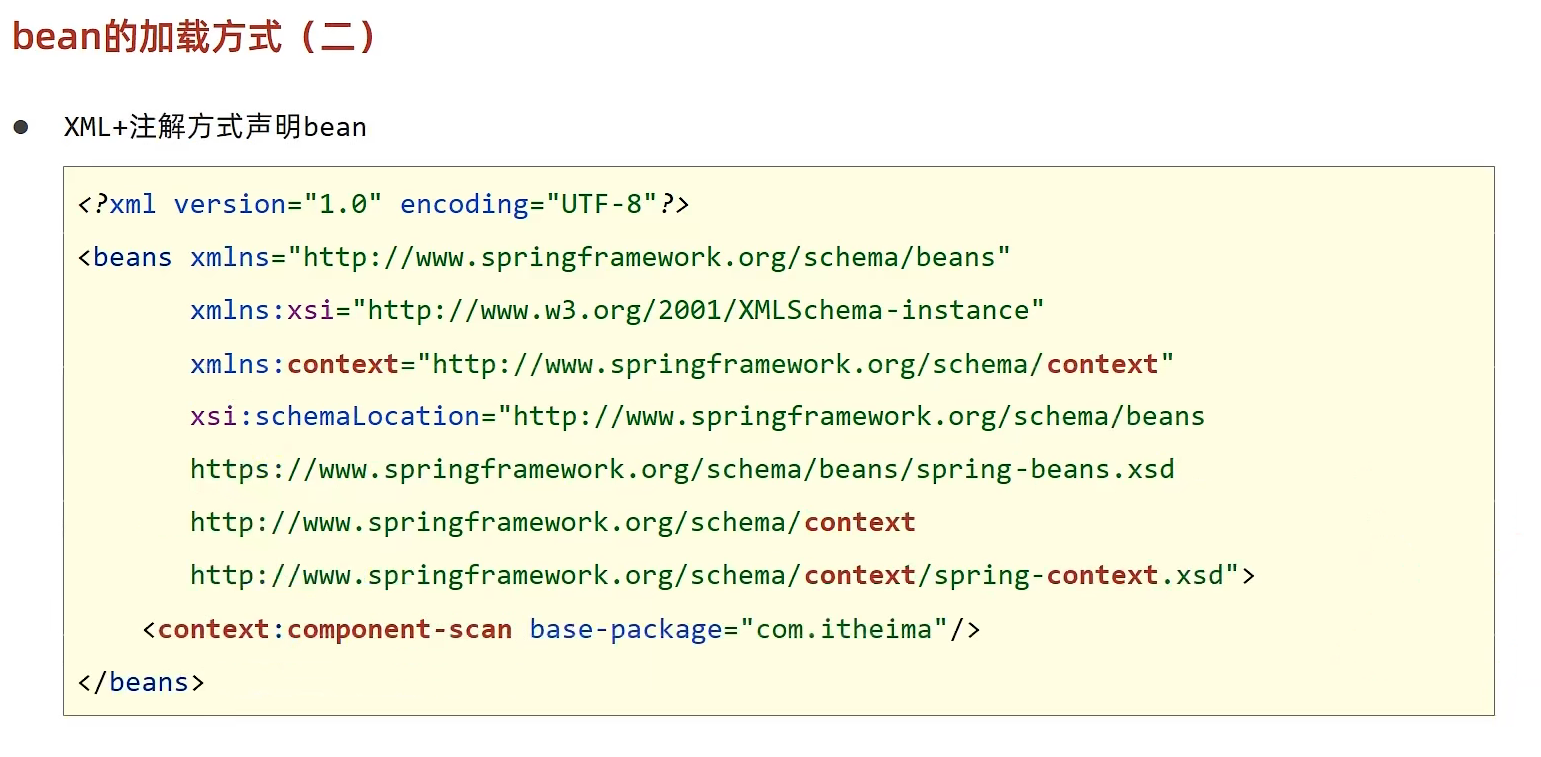 bean的加载方式（二）
● XML+注解方式声明bean
<?xml version="1.0" encoding="UTF-8"?>
<beans xmlns="http://www.springframework.org/schema/beans"
       xmlns:xsi="http://www.w3.org/2001/XMLSchema-instance"
       xmlns:context="http://www.springframework.org/schema/context"
       xsi:schemaLocation="http://www.springframework.org/schema/beans
       https://www.springframework.org/schema/beans/spring-beans.xsd
       http://www.springframework.org/schema/context
       http://www.springframework.org/schema/context/spring-context.xsd">
    <context:component-scan base-package="com.itheima"/>
</beans>